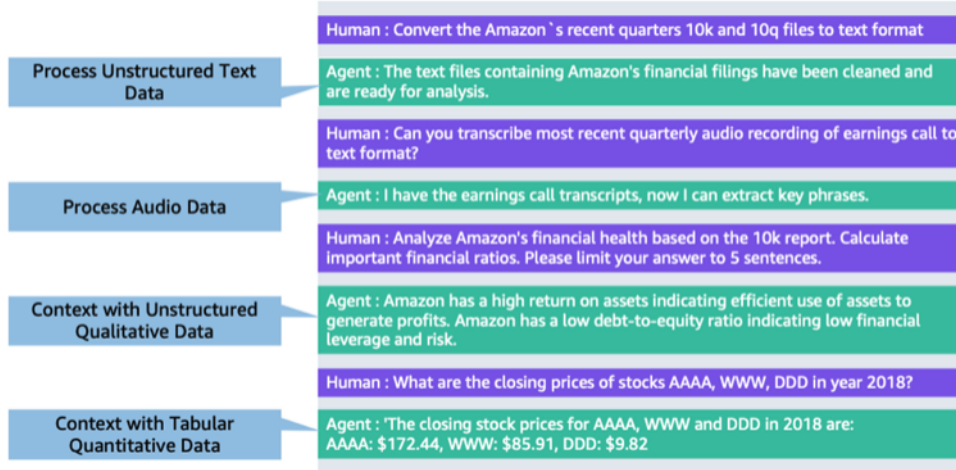 Human : Convert the Amazon`s recent quarters 10k and 10q files to text format
Process Unstructured Text
Data
Agent : The text files containing Amazon's financial filings have been cleaned and
are ready for analysis.
Human : Can you transcribe most recent quarterly audio recording of earnings call to
text format?
Process Audio Data
Agent : I have the earnings call transcripts, now I can extract key phrases.
Human : Analyze Amazon's financial health based on the 10k report. Calculate
important financial ratios. Please limit your answer to 5 sentences.
Context with Unstructured
Qualitative Data
Agent : Amazon has a high return on assets indicating efficient use of assets to
generate profits. Amazon has a low debt-to-equity ratio indicating low financial
leverage and risk.
Human : What are the closing prices of stocks AAAA, WWW, DDD in year 2018?
Context with Tabular
Quantitative Data
Agent : 'The closing stock prices for AAAA, WWW and DDD in 2018 are:
AAAA: $172.44, WWW: $85.91, DDD: $9.82